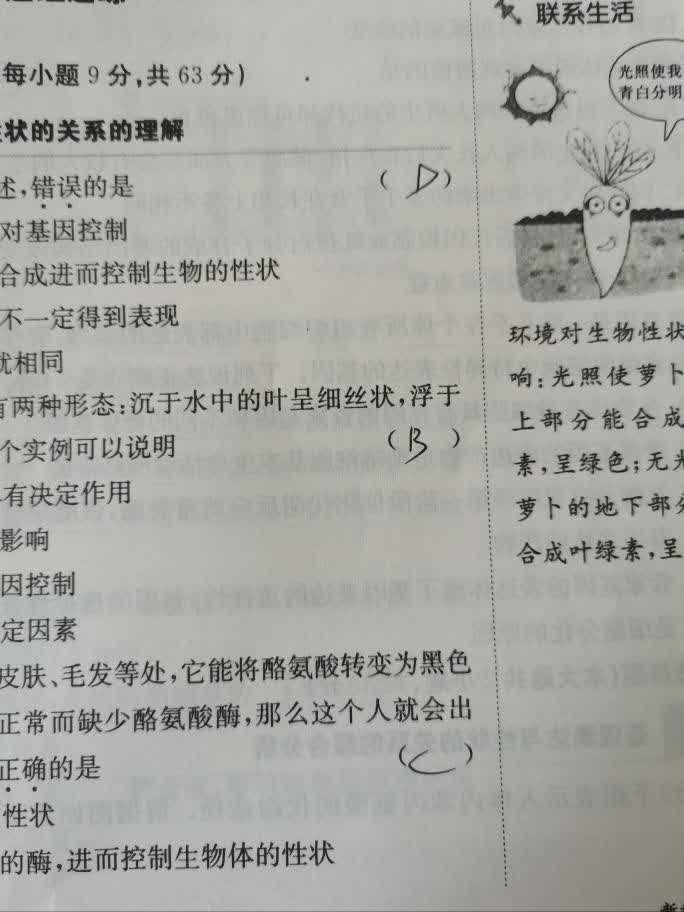 联系生活
每小题9分,共63分)
光照使我
青白分明
性状的关系的理解
述,错误的是 (D)
对基因控制
合成进而控制生物的性状
不一定得到表现
就相同
有两种形态:沉于水中的叶呈细丝状,浮于
个实例可以说明 (B)
具有决定作用
影响
因控制
定因素
皮肤、毛发等处,它能将酪氨酸转变为黑色
正常而缺少酪氨酸酶,那么这个人就会出
正确的是 (C)
性状
的酶,进而控制生物体的性状
环境对生物性状
响:光照使萝卜
上部分能合成
素,呈绿色;无光
萝卜的地下部分
合成叶绿素,呈